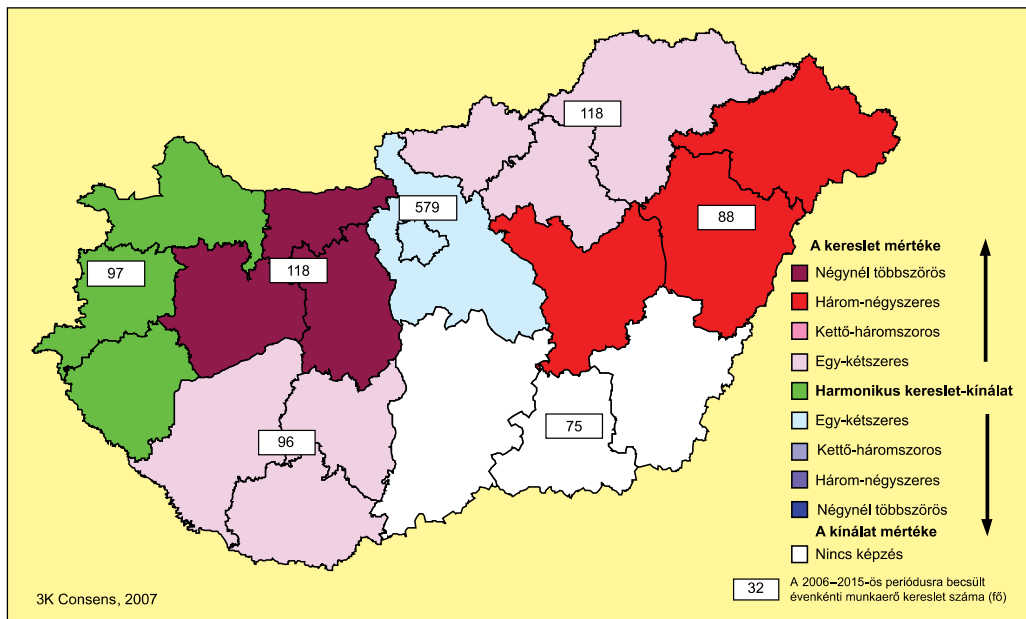 118
579
88
97
118
96
75
A kereslet mértéke
Négynél többszörös
Három-négyszeres
Kettő-háromszoros
Egy-kétszeres
Harmonikus kereslet-kínálat
Egy-kétszeres
Kettő-háromszoros
Három-négyszeres
Négynél többszörös
A kínálat mértéke
Nincs képzés
32
A 2006–2015-ös periódusra becsült
évenkénti munkaerő kereslet száma (fő)
3K Consens, 2007